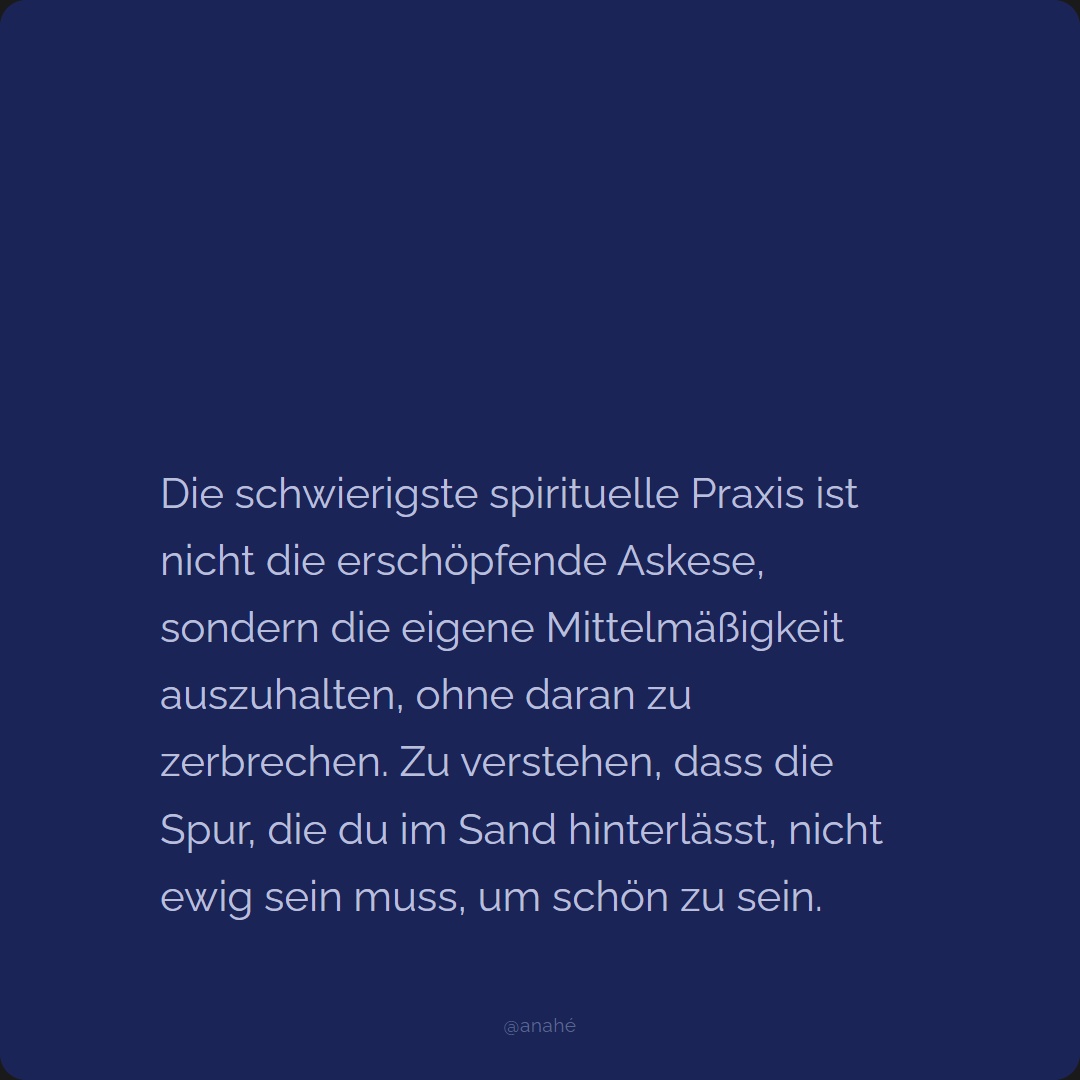 Die schwierigste spirituelle Praxis ist
nicht die erschöpfende Askese,
sondern die eigene Mittelmäßigkeit
auszuhalten, ohne daran zu
zerbrechen. Zu verstehen, dass die
Spur, die du im Sand hinterlässt, nicht
ewig sein muss, um schön zu sein.
@anahé